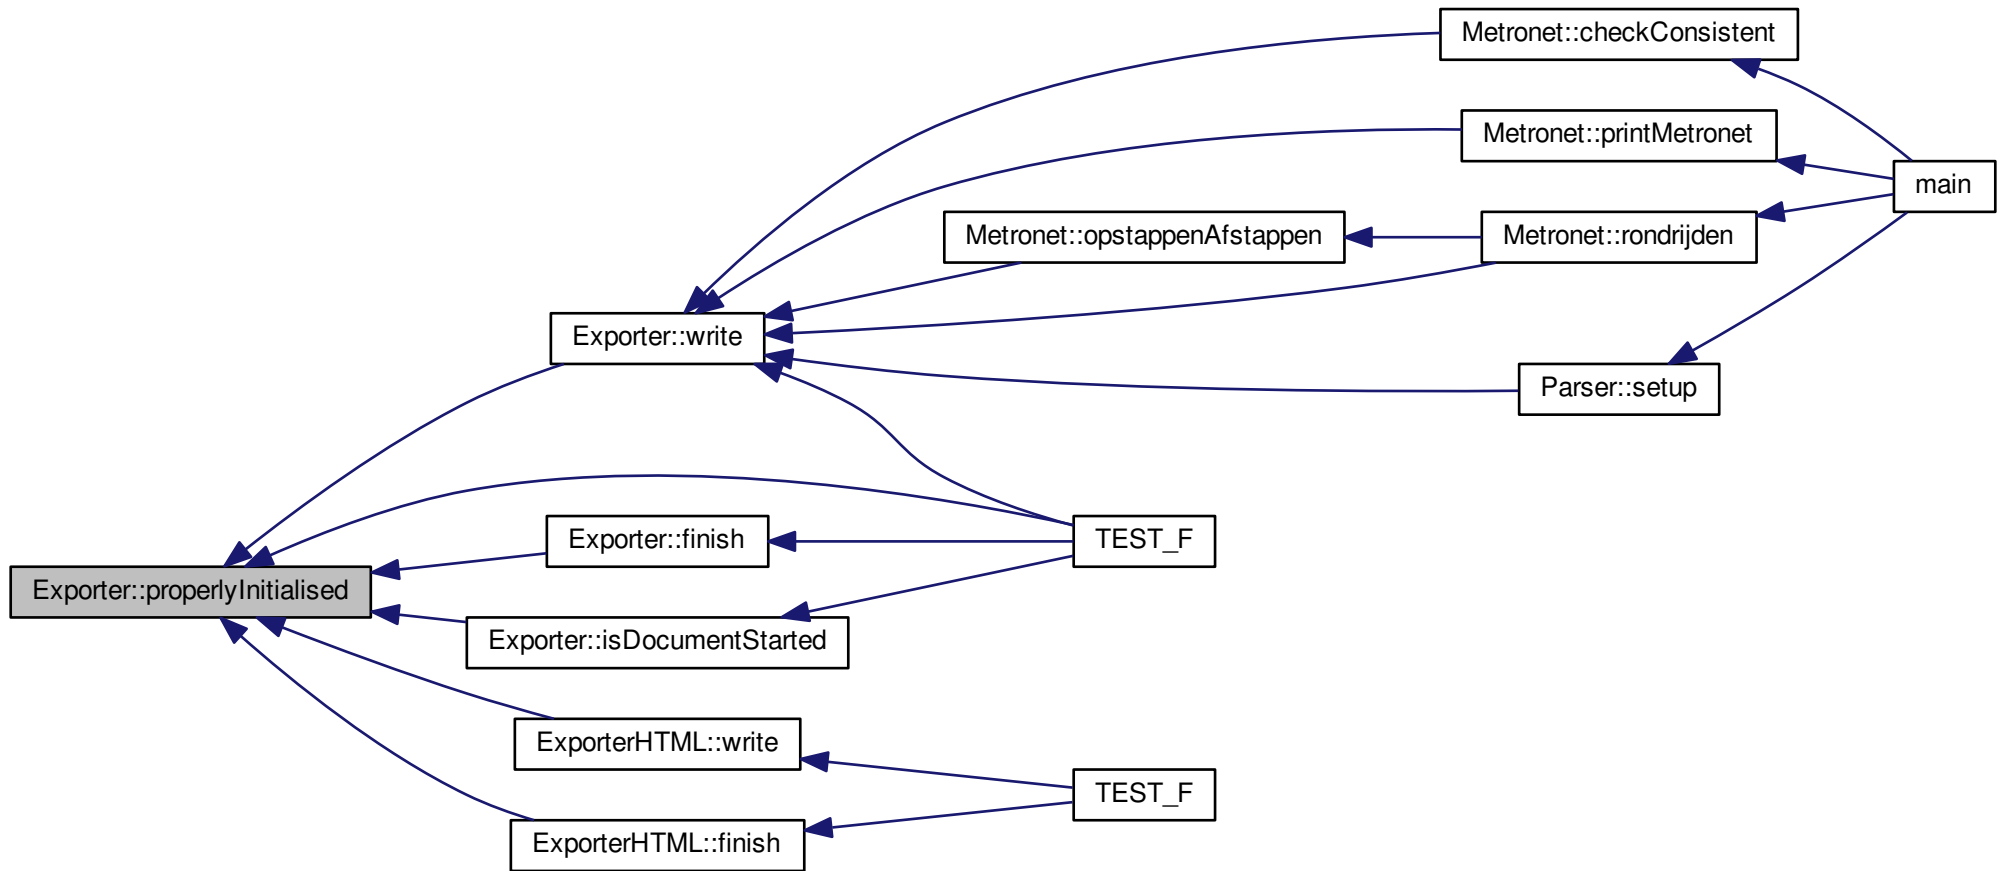 Metronet::checkConsistent
Metronet::printMetronet
main
Metronet::opstappenAfstappen
Metronet::rondrijden
Exporter::write
Parser::setup
Exporter::finish
TEST_F
Exporter::properlyInitialised
Exporter::isDocumentStarted
ExporterHTML::write
TEST_F
ExporterHTML::finish